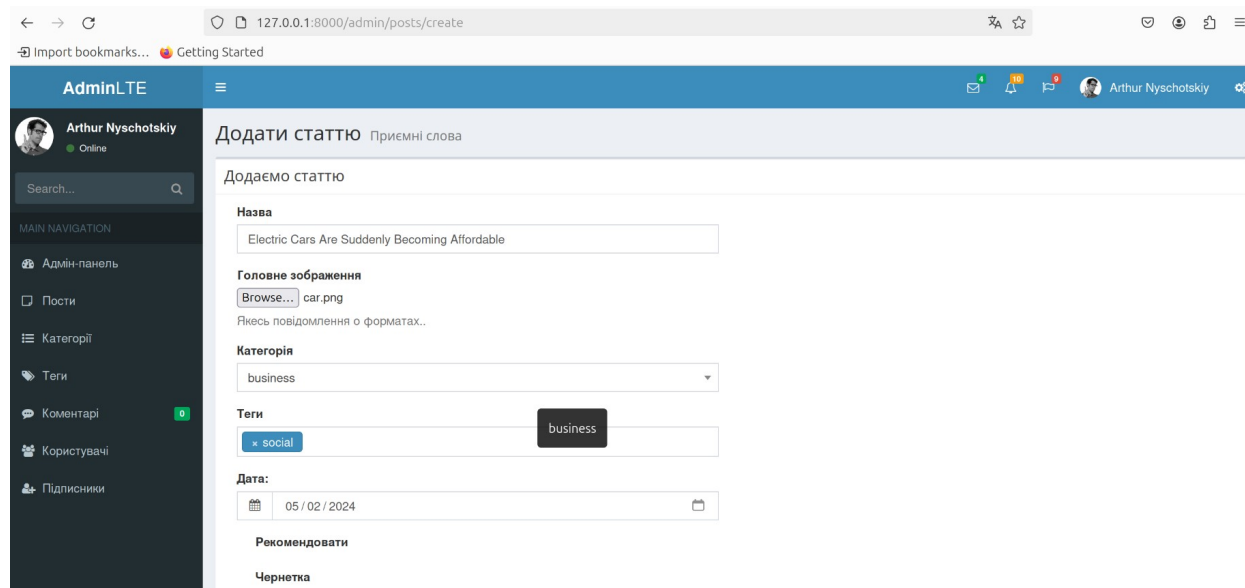 127.0.0.1:8000/admin/posts/create
Import bookmarks... Getting Started
AdminLTE
4 10 9 Arthur Nyschotskiy
Arthur Nyschotskiy
Online
Search...
MAIN NAVIGATION
Адмін-панель
Пости
Категорії
Теги
Коментарі 0
Користувачі
Підписники
Додати статтю Приємні слова
Додаємо статтю
Назва
Electric Cars Are Suddenly Becoming Affordable
Головне зображення
Browse... car.png
Якесь повідомлення о форматах..
Категорія
business
Теги
× social
business
Дата:
05 / 02 / 2024
Рекомендовати
Чернетка